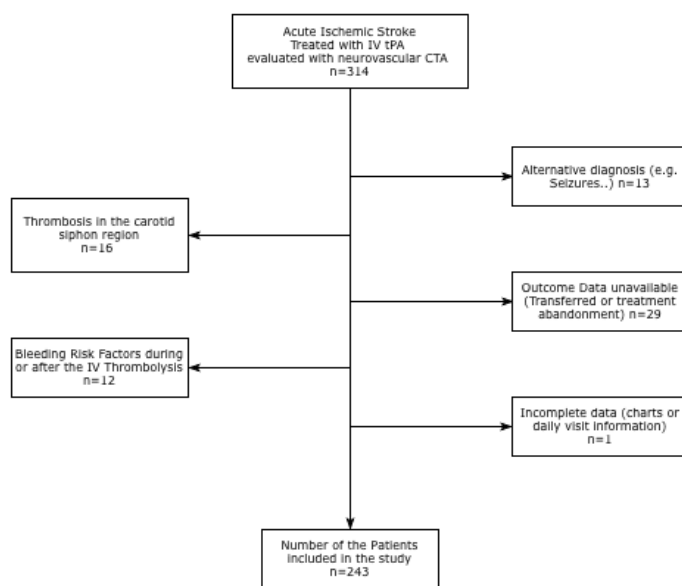 Acute Ischemic Stroke
Treated with IV tPA
evaluated with neurovascular CTA
n=314
Alternative diagnosis (e.g.
Seizures..) n=13
Thrombosis in the carotid
siphon region
n=16
Outcome Data unavailable
(Transferred or treatment
abandonment) n=29
Bleeding Risk Factors during
or after the IV Thrombolysis
n=12
Incomplete data (charts or
daily visit information)
n=1
Number of the Patients
included in the study
n=243